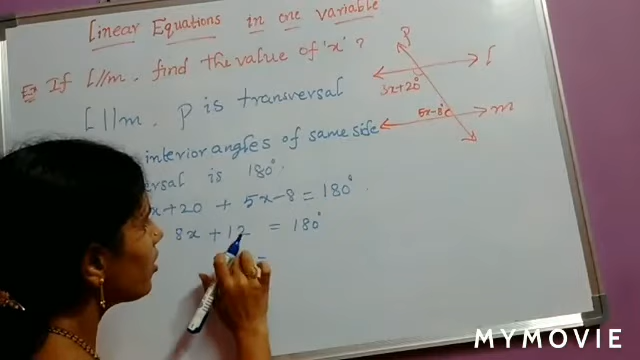 Linear Equations in one variable
Ex:- If l//m. find the value of 'x' ?
l//m. p is transversal
interior angles of same side
ersal is 180°.
x+20 + 5x-8 = 180°.
8x + 12 = 180°
p
l
3x+20°
5x-8°
m
MYMOVIE